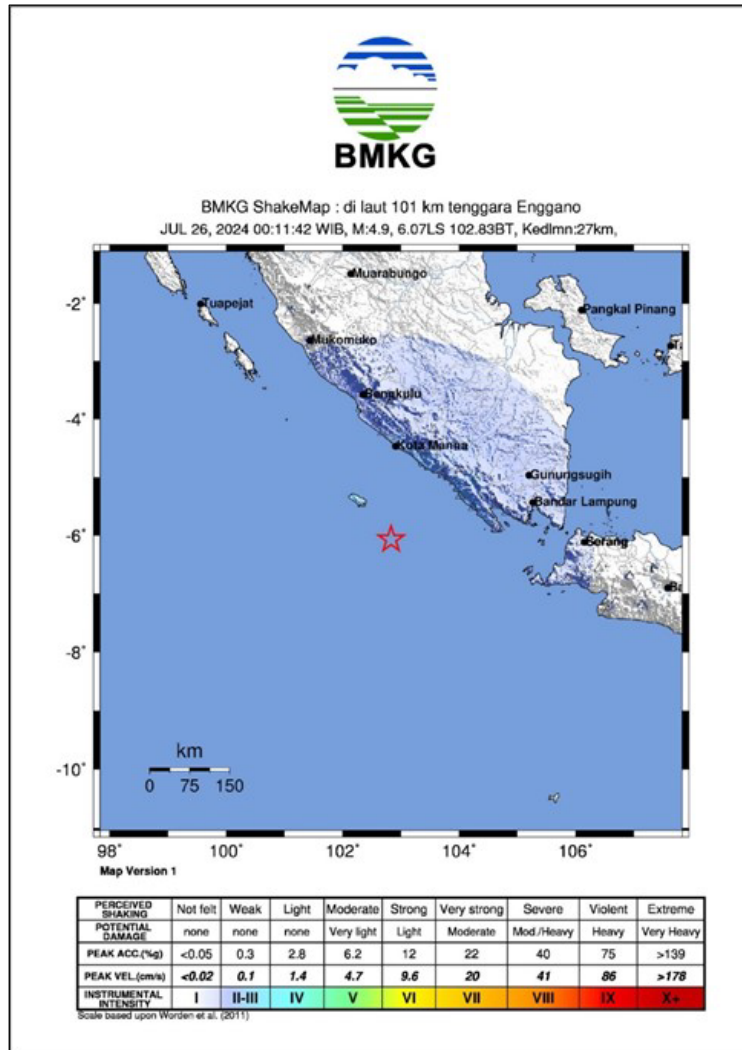 BMKG
BMKG ShakeMap : di laut 101 km tenggara Enggano
JUL 26, 2024 00:11:42 WIB, M:4.9, 6.07LS 102.83BT, Kedlmn:27km,
Muarabungo
Tuapejat
Pangkal Pinang
Mukomuko
Bengkulu
Kota Manna
Gunungsugih
Bandar Lampung
Serang
Ba
-2°
-4°
-6°
-8°
-10°
km
0 75 150
98° 100° 102° 104° 106°
Map Version 1
PERCEIVED SHAKING Not felt Weak Light Moderate Strong Very strong Severe Violent Extreme
POTENTIAL DAMAGE none none none Very light Light Moderate Mod./Heavy Heavy Very Heavy
PEAK ACC.(%g) <0.05 0.3 2.8 6.2 12 22 40 75 >139
PEAK VEL.(cm/s) <0.02 0.1 1.4 4.7 9.6 20 41 86 >178
INSTRUMENTAL INTENSITY I II-III IV V VI VII VIII IX X+
Scale based upon Worden et al. (2011)